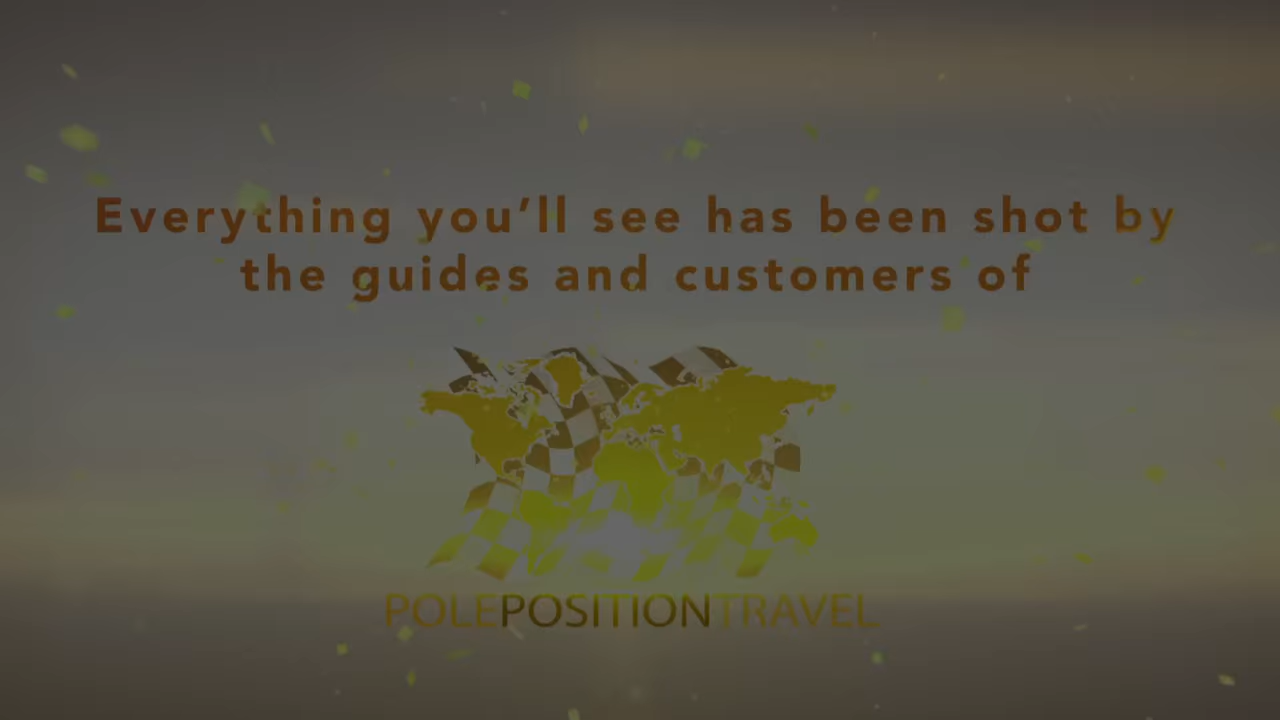 Everything you’ll see has been shot by
the guides and customers of
POLEPOSITIONTRAVEL